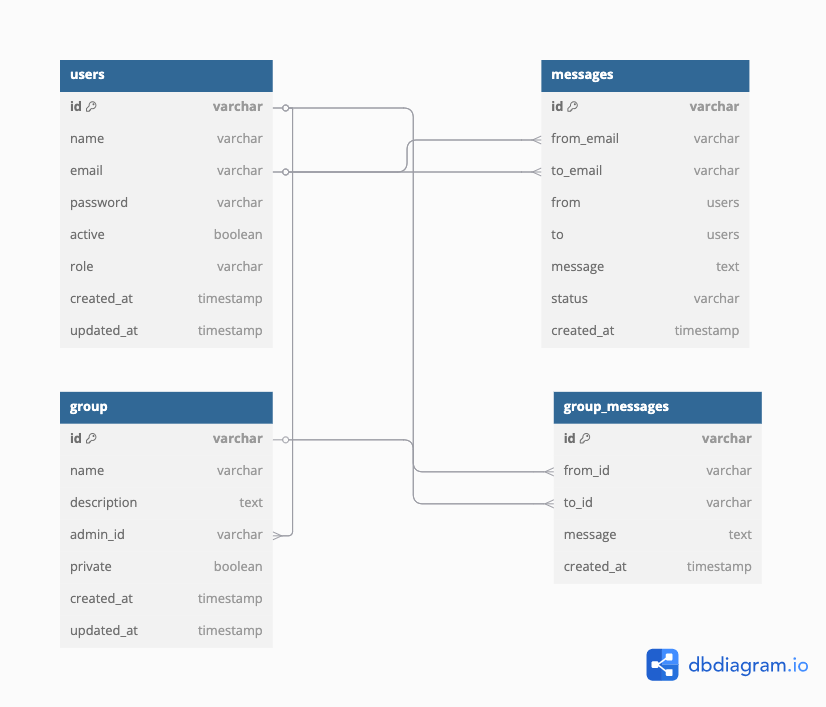 users
id varchar
name varchar
email varchar
password varchar
active boolean
role varchar
created_at timestamp
updated_at timestamp
messages
id varchar
from_email varchar
to_email varchar
from users
to users
message text
status varchar
created_at timestamp
group
id varchar
name varchar
description text
admin_id varchar
private boolean
created_at timestamp
updated_at timestamp
group_messages
id varchar
from_id varchar
to_id varchar
message text
created_at timestamp
dbdiagram.io